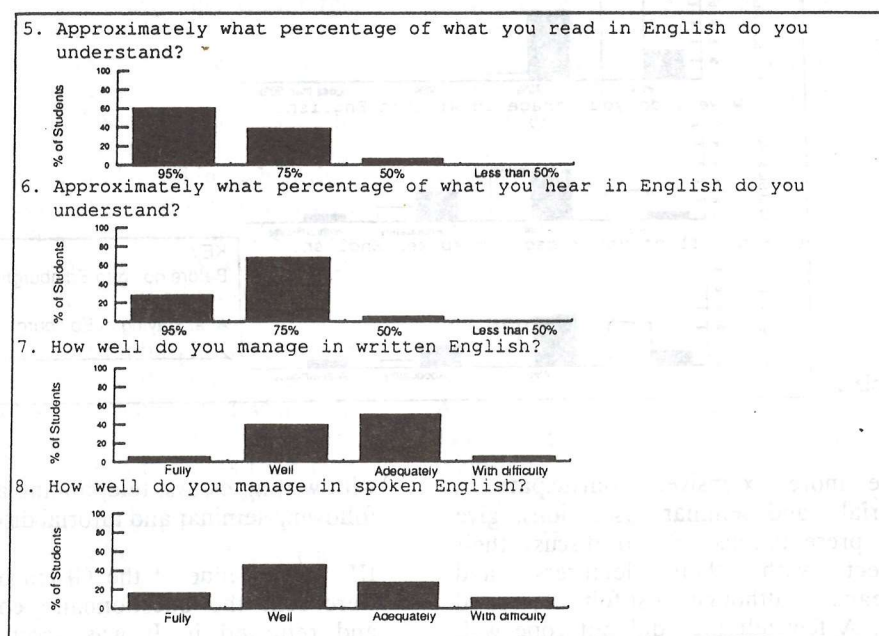 5. Approximately what percentage of what you read in English do you
understand?
% of Students
100
80
60
40
20
95%
75%
50%
Less than 50%
6. Approximately what percentage of what you hear in English do you
understand?
% of Students
100
80
60
40
20
0
95%
75%
50%
Less than 50%
7. How well do you manage in written English?
% of Students
100
80
60
40
20
0
Fully
Well
Adequately
With difficulty
8. How well do you manage in spoken English?
% of Students
100
80
60
40
20
Fully
Well
Adequately
With difficulty